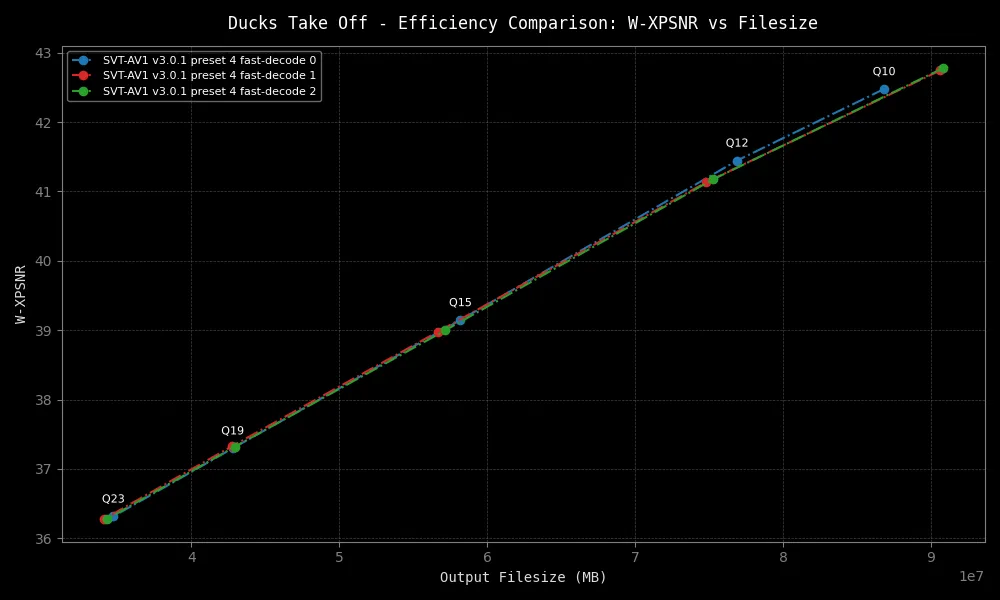 Ducks Take Off - Efficiency Comparison: W-XPSNR vs Filesize
SVT-AV1 v3.0.1 preset 4 fast-decode 0
SVT-AV1 v3.0.1 preset 4 fast-decode 1
SVT-AV1 v3.0.1 preset 4 fast-decode 2
43
42
41
40
39
38
37
36
W-XPSNR
Q10
Q12
Q15
Q19
Q23
4 5 6 7 8 9
1e7
Output Filesize (MB)